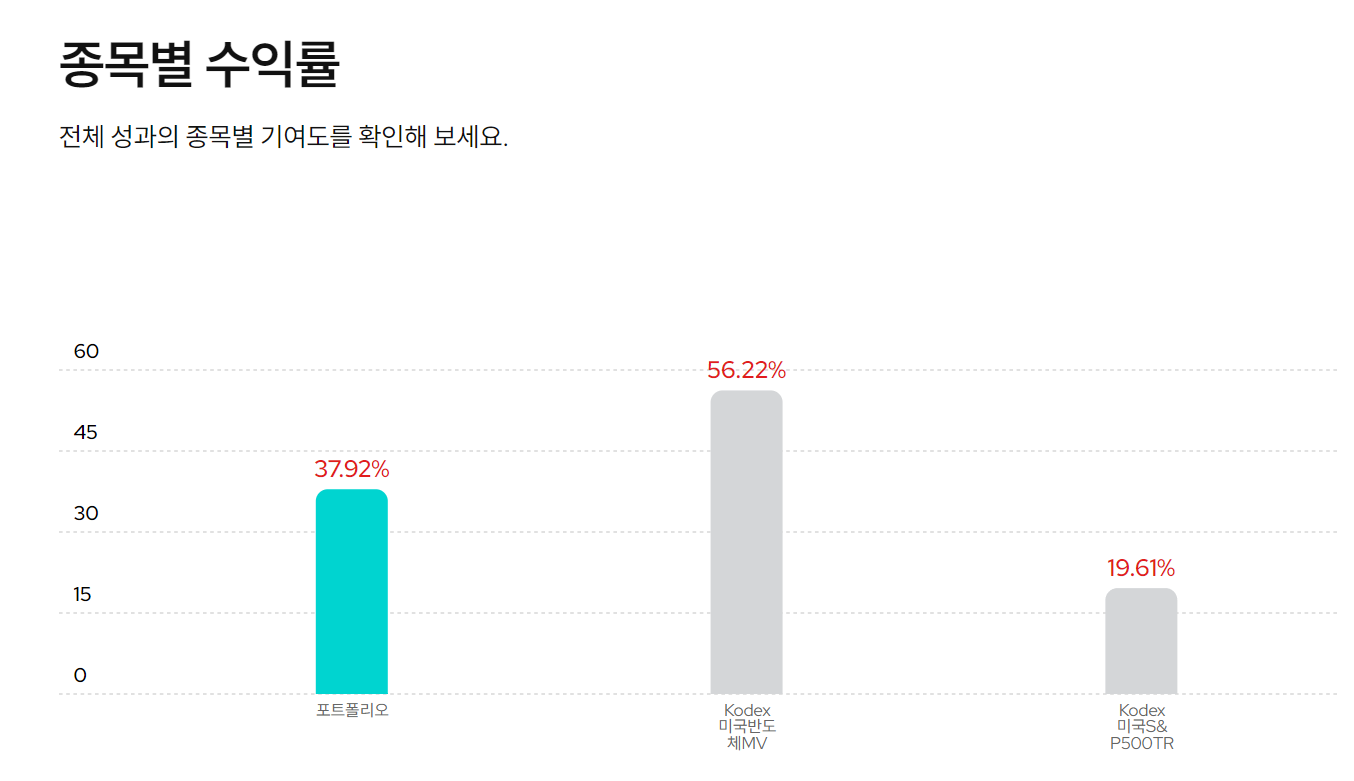 종목별 수익률
전체 성과의 종목별 기여도를 확인해 보세요.
60
56.22%
45
37.92%
30
19.61%
15
0
포트폴리오
Kodex
미국반도
체MV
Kodex
미국S&
P500TR